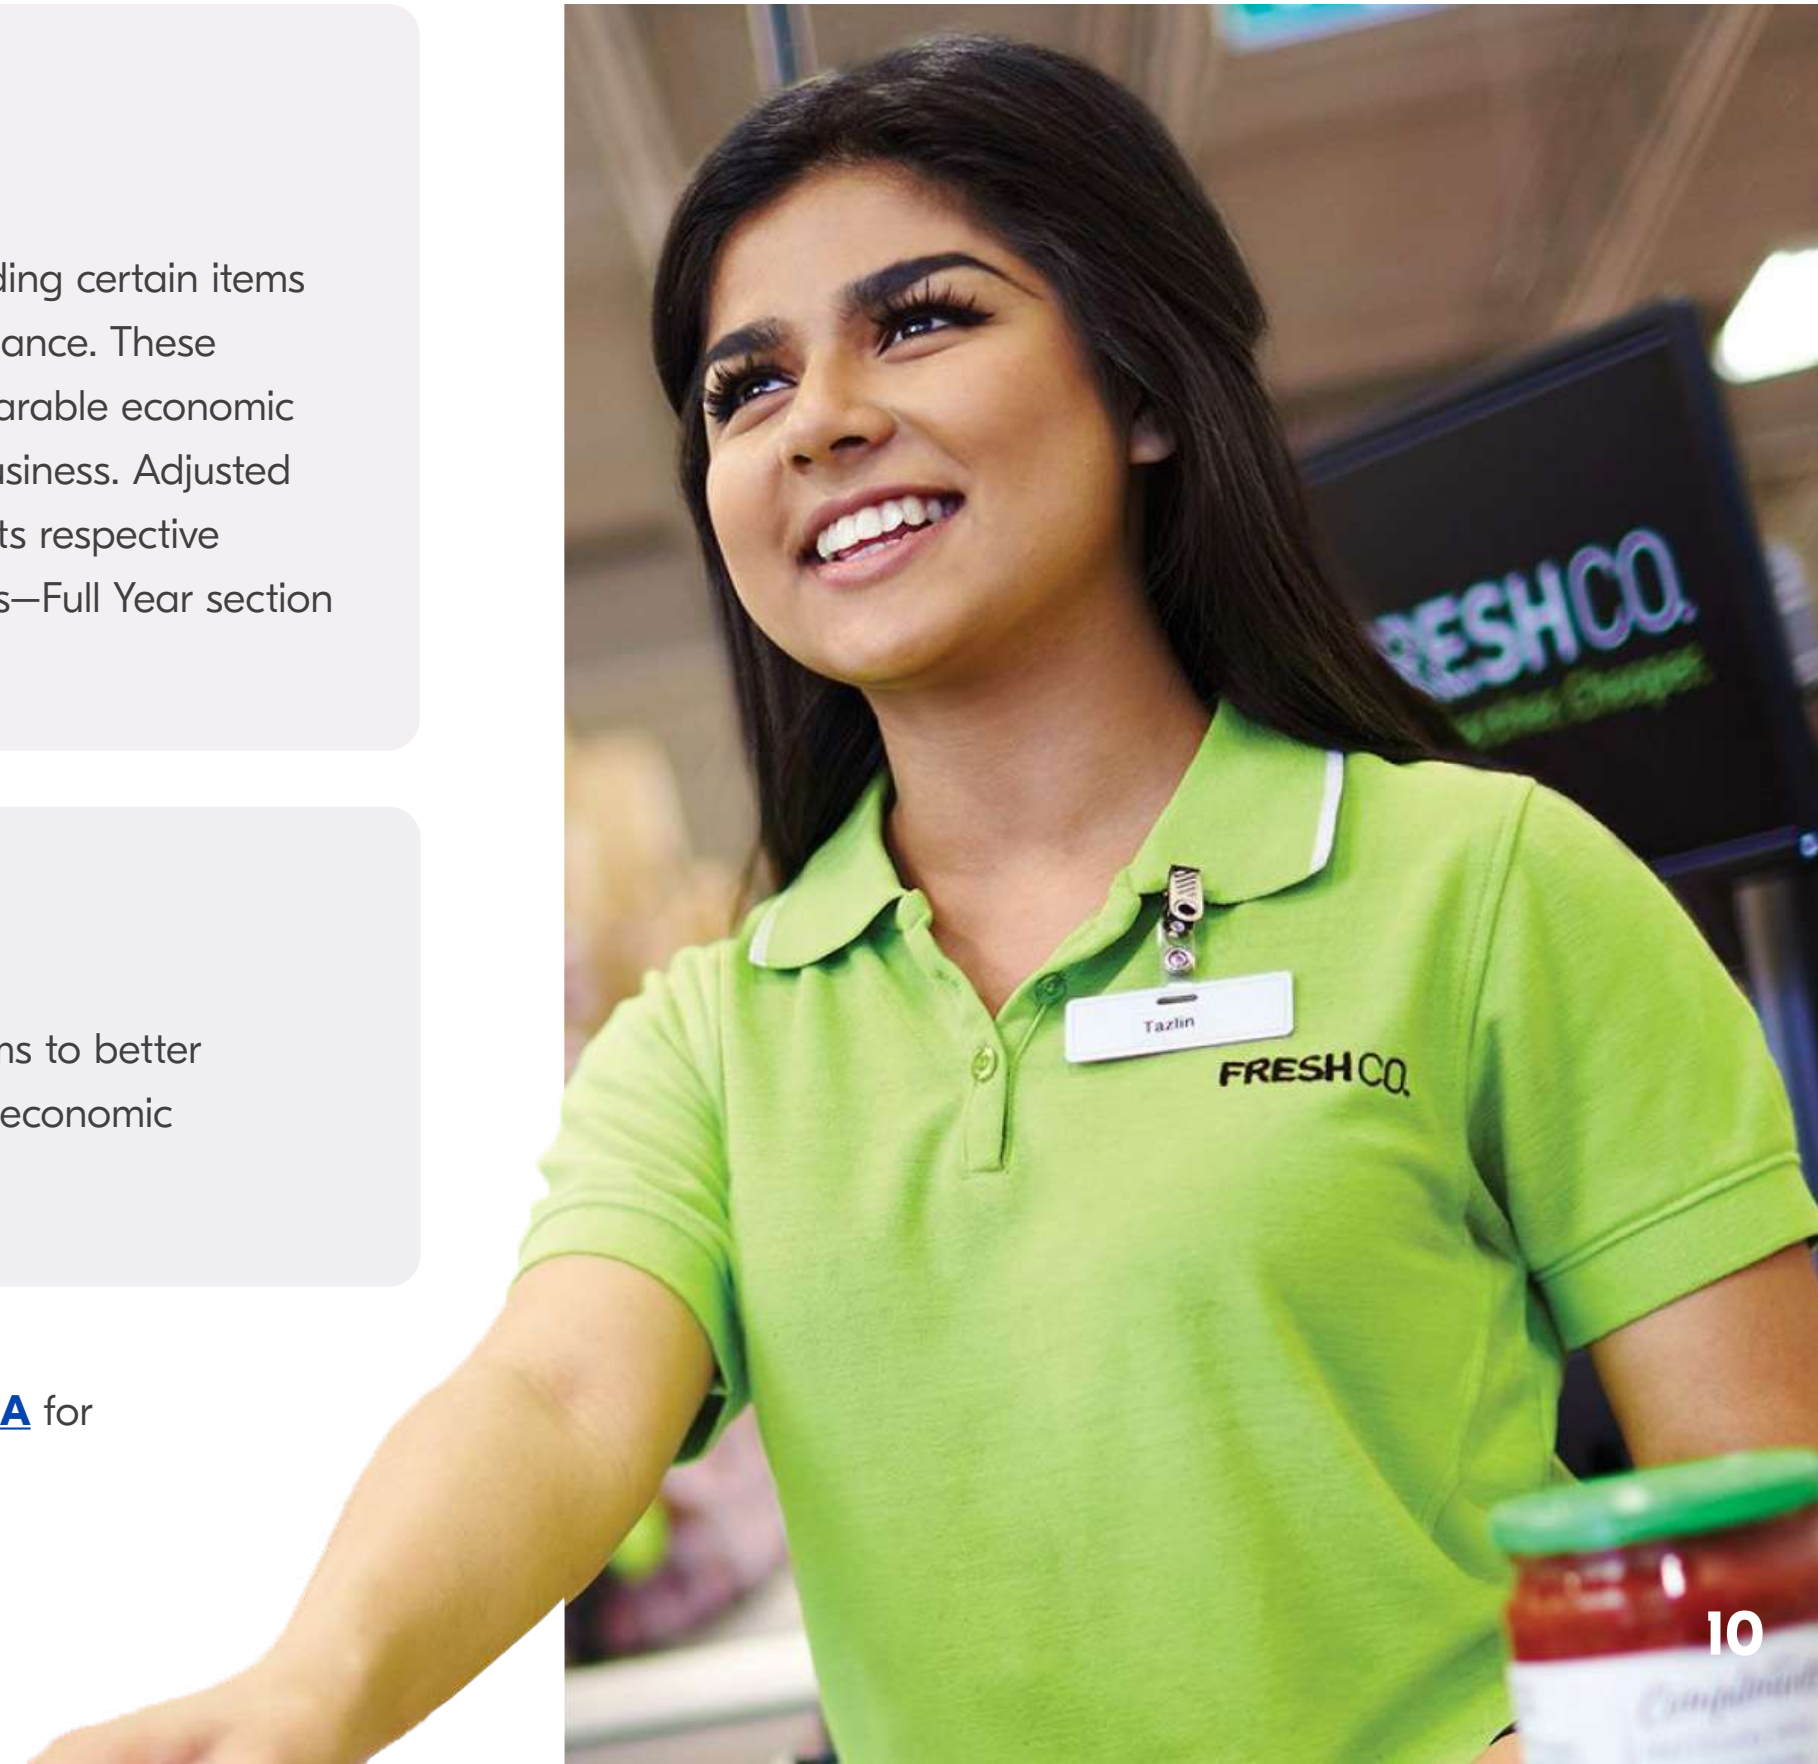 ding certain items
ance. These
arable economic
usiness. Adjusted
ts respective
s—Full Year section
ns to better
economic
A for
RESHCO.
Tazlin
FRESHCO.
10